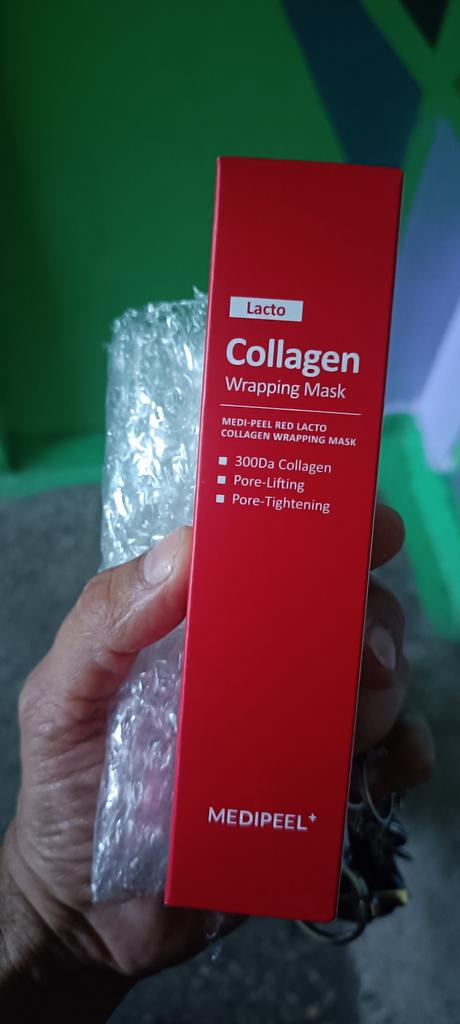 Lacto
Collagen
Wrapping Mask
MEDI-PEEL RED LACTO
COLLAGEN WRAPPING MASK
300Da Collagen
Pore-Lifting
Pore-Tightening
MEDIPEEL+